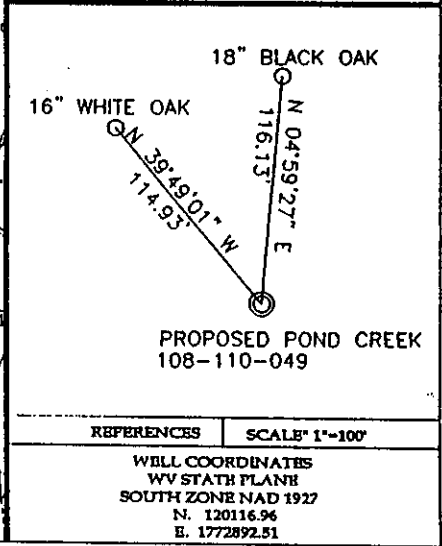 18" BLACK OAK
16" WHITE OAK
N 04°59'27" E
116.13'
N 39°49'01" W
114.93'
PROPOSED POND CREEK
108-110-049
REFERENCES
SCALE" 1"=100'
WELL COORDINATES
WV STATE PLANE
SOUTH ZONE NAD 1927
N. 120116.96
E. 1772892.51